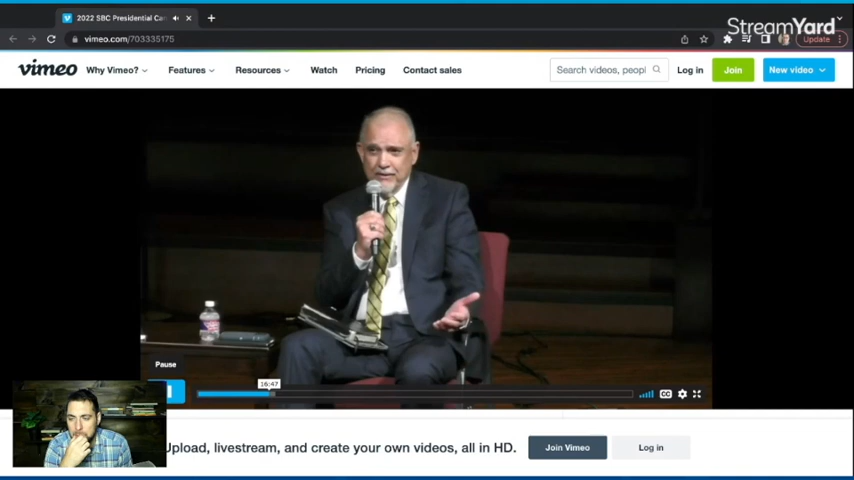 2022 SBC Presidential Can
StreamYard
vimeo.com/703335175
Update
vimeo
Why Vimeo?
Features
Resources
Watch
Pricing
Contact sales
Search videos, peopl
Log in
Join
New video
Pause
16:47
CC
Upload, livestream, and create your own videos, all in HD.
Join Vimeo
Log in